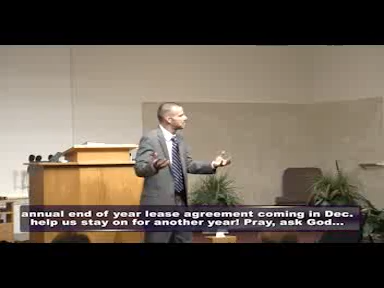 annual end of year lease agreement coming in Dec.
help us stay on for another year! Pray, ask God...